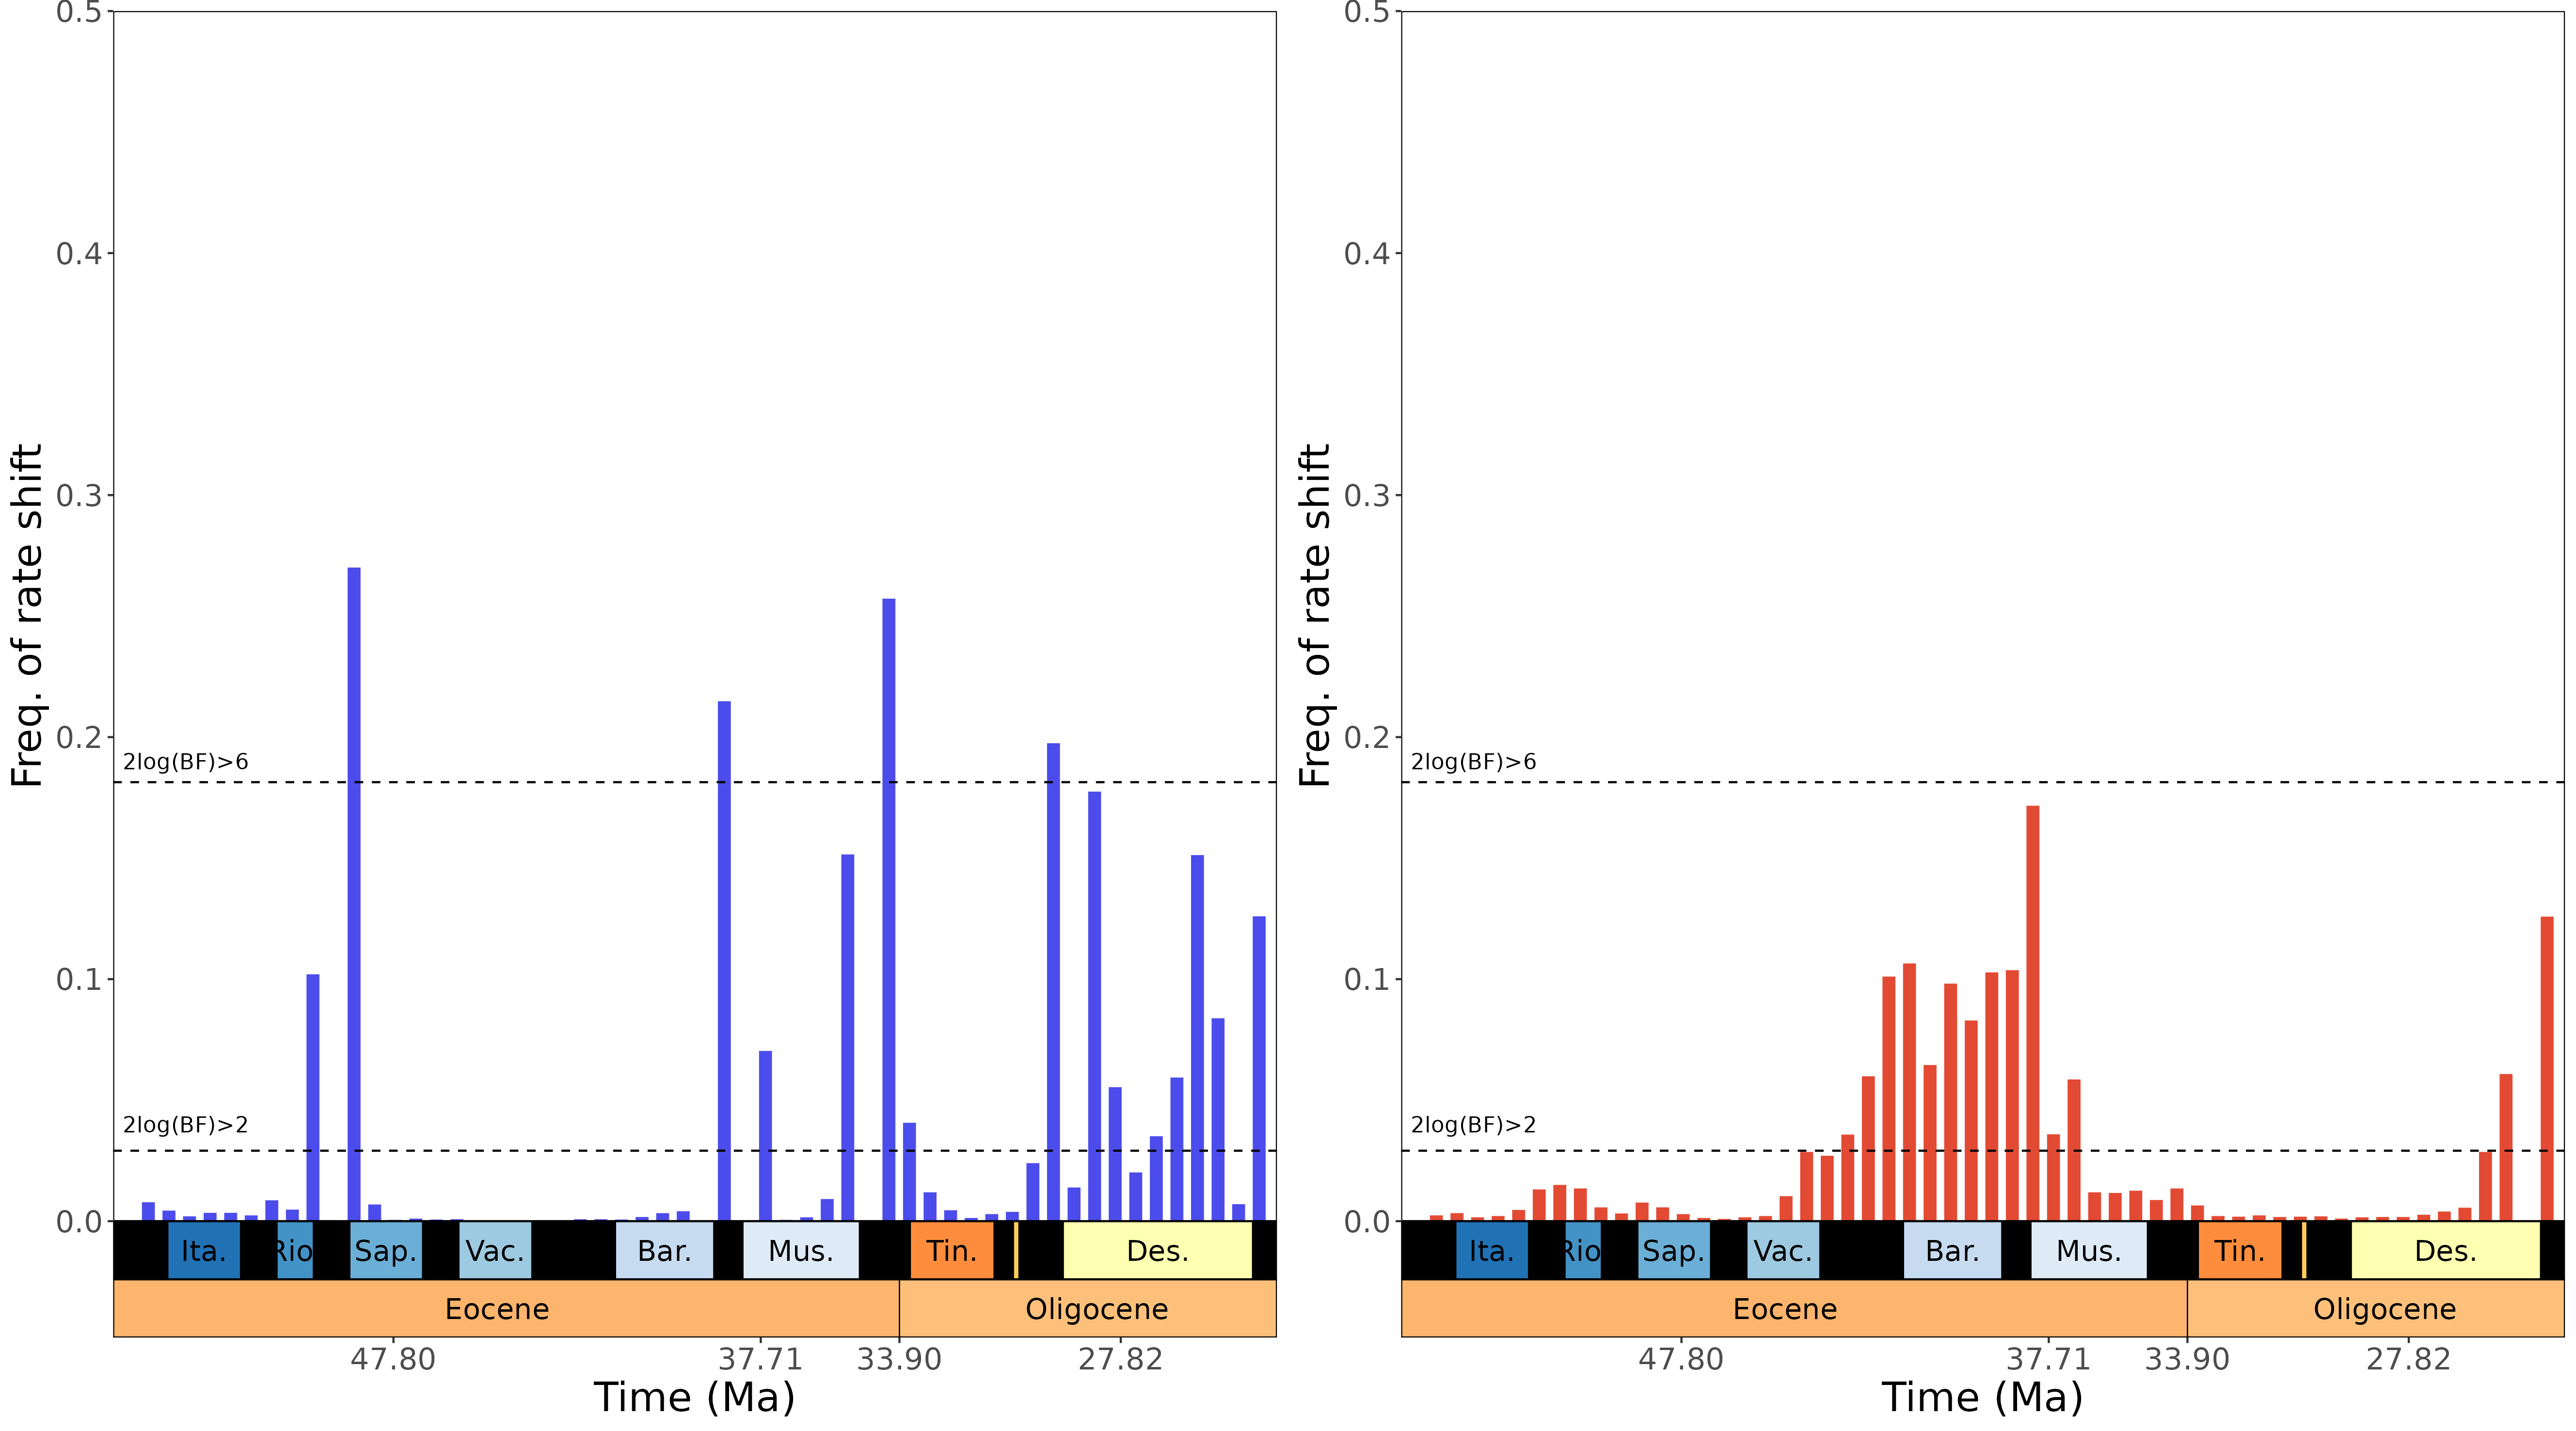 0.5
0.4
0.3
0.2
0.1
0.0
Freq. of rate shift
2log(BF)>6
2log(BF)>2
Ita. Rio Sap. Vac. Bar. Mus. Tin. Des.
Eocene Oligocene
47.80 37.71 33.90 27.82
Time (Ma)
0.5
0.4
0.3
0.2
0.1
0.0
Freq. of rate shift
2log(BF)>6
2log(BF)>2
Ita. Rio Sap. Vac. Bar. Mus. Tin. Des.
Eocene Oligocene
47.80 37.71 33.90 27.82
Time (Ma)